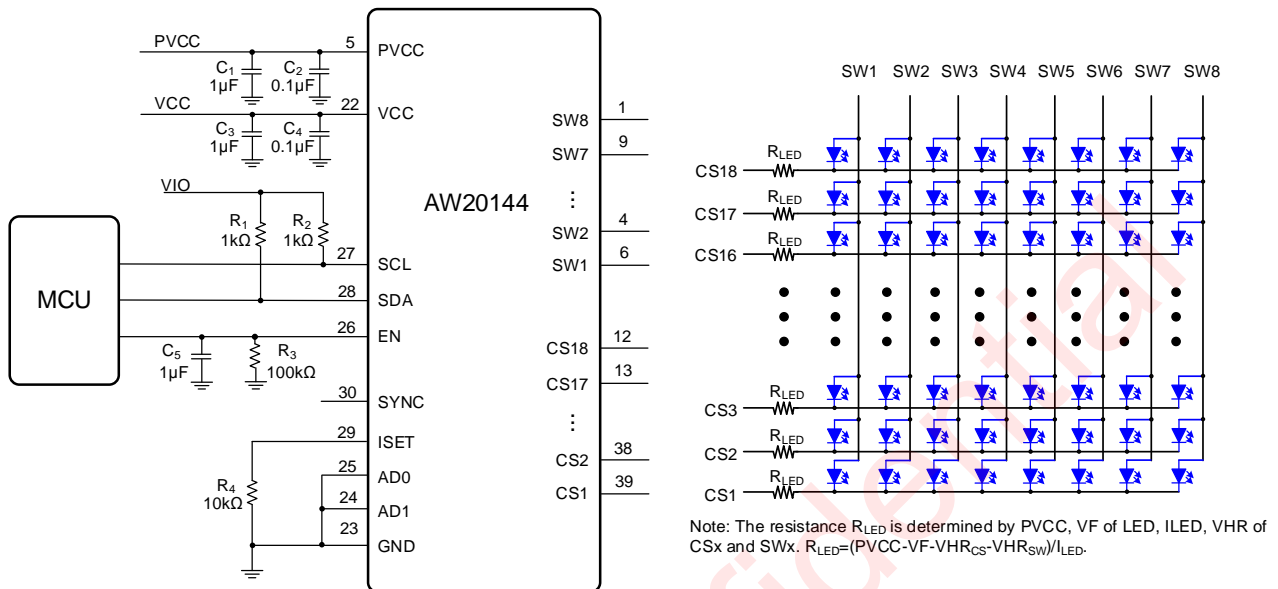 PVCC
5
PVCC
C1
1µF
C2
0.1µF
VCC
22
VCC
C3
1µF
C4
0.1µF
VIO
R1
1kΩ
R2
1kΩ
MCU
27
SCL
28
SDA
26
EN
C5
1µF
R3
100kΩ
30
SYNC
29
ISET
25
AD0
R4
10kΩ
24
AD1
23
GND
AW20144
1
SW8
9
SW7
4
SW2
6
SW1
12
CS18
13
CS17
38
CS2
39
CS1
SW1 SW2 SW3 SW4 SW5 SW6 SW7 SW8
RLED
CS18
RLED
CS17
RLED
CS16
RLED
CS3
RLED
CS2
RLED
CS1
Note: The resistance RLED is determined by PVCC, VF of LED, ILED, VHR of
CSx and SWx. RLED=(PVCC-VF-VHRCS-VHRSW)/ILED.
fidential